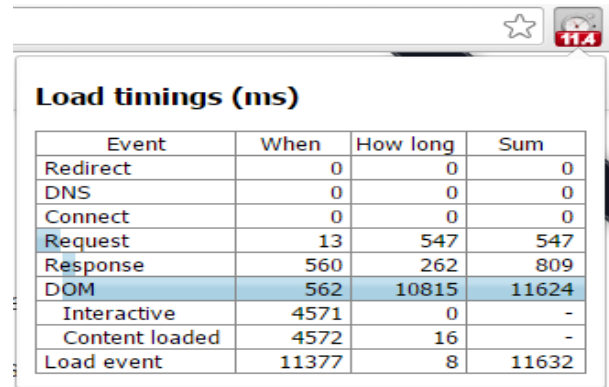 11.4
Load timings (ms)
Event When How long Sum
Redirect 0 0 0
DNS 0 0 0
Connect 0 0 0
Request 13 547 547
Response 560 262 809
DOM 562 10815 11624
Interactive 4571 0 -
Content loaded 4572 16 -
Load event 11377 8 11632